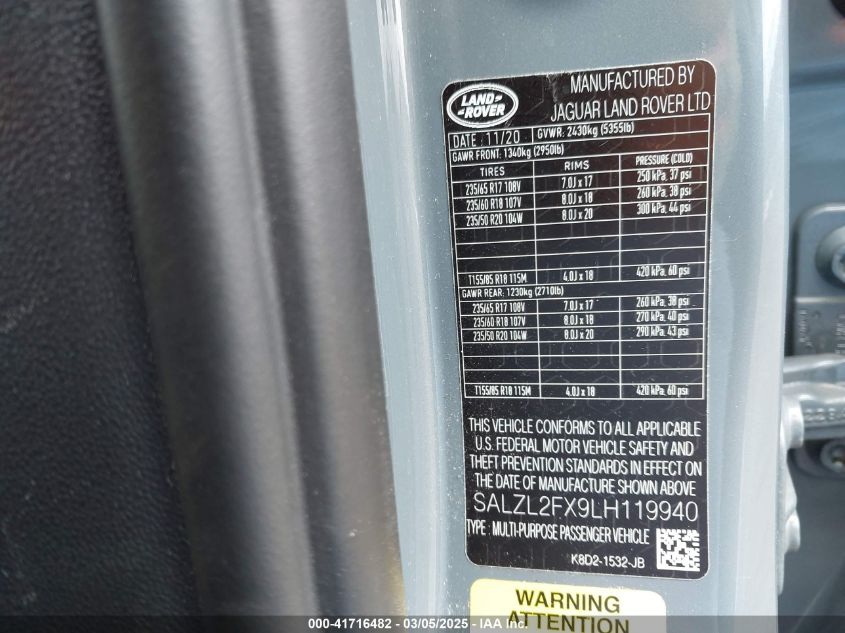 LAND
ROVER
MANUFACTURED BY
JAGUAR LAND ROVER LTD
DATE : 11/20 GVWR: 2430kg (5355lb)
GAWR FRONT: 1340kg (2950lb)
TIRES RIMS PRESSURE (COLD)
235/65 R17 108V 7.0J x 17 250 kPa, 37 psi
235/60 R18 107V 8.0J x 18 260 kPa, 38 psi
235/50 R20 104W 8.0J x 20 300 kPa, 44 psi
T155/85 R18 115M 4.0J x 18 420 kPa, 60 psi
GAWR REAR: 1230kg (2710lb)
235/65 R17 108V 7.0J x 17 260 kPa, 38 psi
235/60 R18 107V 8.0J x 18 270 kPa, 40 psi
235/50 R20 104W 8.0J x 20 290 kPa, 43 psi
T155/85 R18 115M 4.0J x 18 420 kPa, 60 psi
THIS VEHICLE CONFORMS TO ALL APPLICABLE
U.S. FEDERAL MOTOR VEHICLE SAFETY AND
THEFT PREVENTION STANDARDS IN EFFECT ON
THE DATE OF MANUFACTURE SHOWN ABOVE
SALZL2FX9LH119940
TYPE : MULTI-PURPOSE PASSENGER VEHICLE
K8D2-1532-JB
WARNING
ATTENTION
000-41716482 - 03/05/2025 - IAA, Inc.